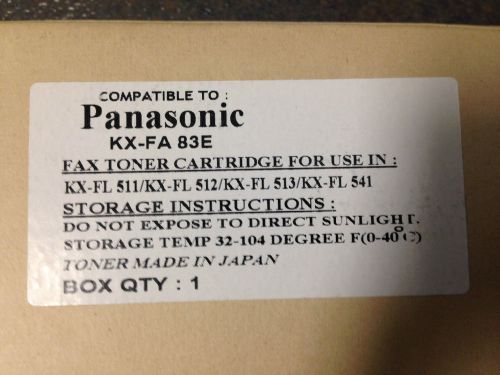 COMPATIBLE TO :
Panasonic
KX-FA 83E
FAX TONER CARTRIDGE FOR USE IN :
KX-FL 511/KX-FL 512/KX-FL 513/KX-FL 541
STORAGE INSTRUCTIONS :
DO NOT EXPOSE TO DIRECT SUNLIGHT.
STORAGE TEMP 32-104 DEGREE F(0-40°C)
TONER MADE IN JAPAN
BOX QTY : 1